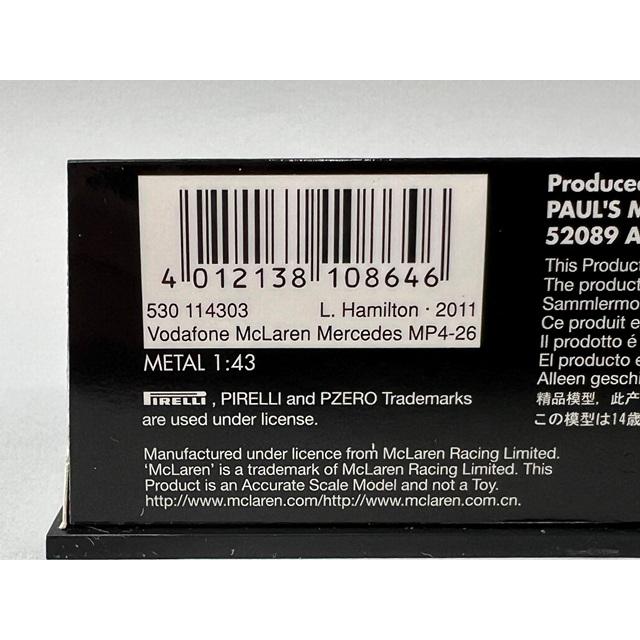 4 012138 108646
530 114303 L. Hamilton · 2011
Vodafone McLaren Mercedes MP4-26
METAL 1:43
PIRELLI , PIRELLI and PZERO Trademarks
are used under license.
Manufactured under licence from McLaren Racing Limited.
‘McLaren’ is a trademark of McLaren Racing Limited. This
Product is an Accurate Scale Model and not a Toy.
http://www.mclaren.com/http://www.mclaren.com.cn.
Produced
PAUL'S M
52089 A
This Product
The product
Sammlermo
Ce produit e
Il prodotto é
El producto e
Alleen geschi
精品模型，此产
この模型は14歳